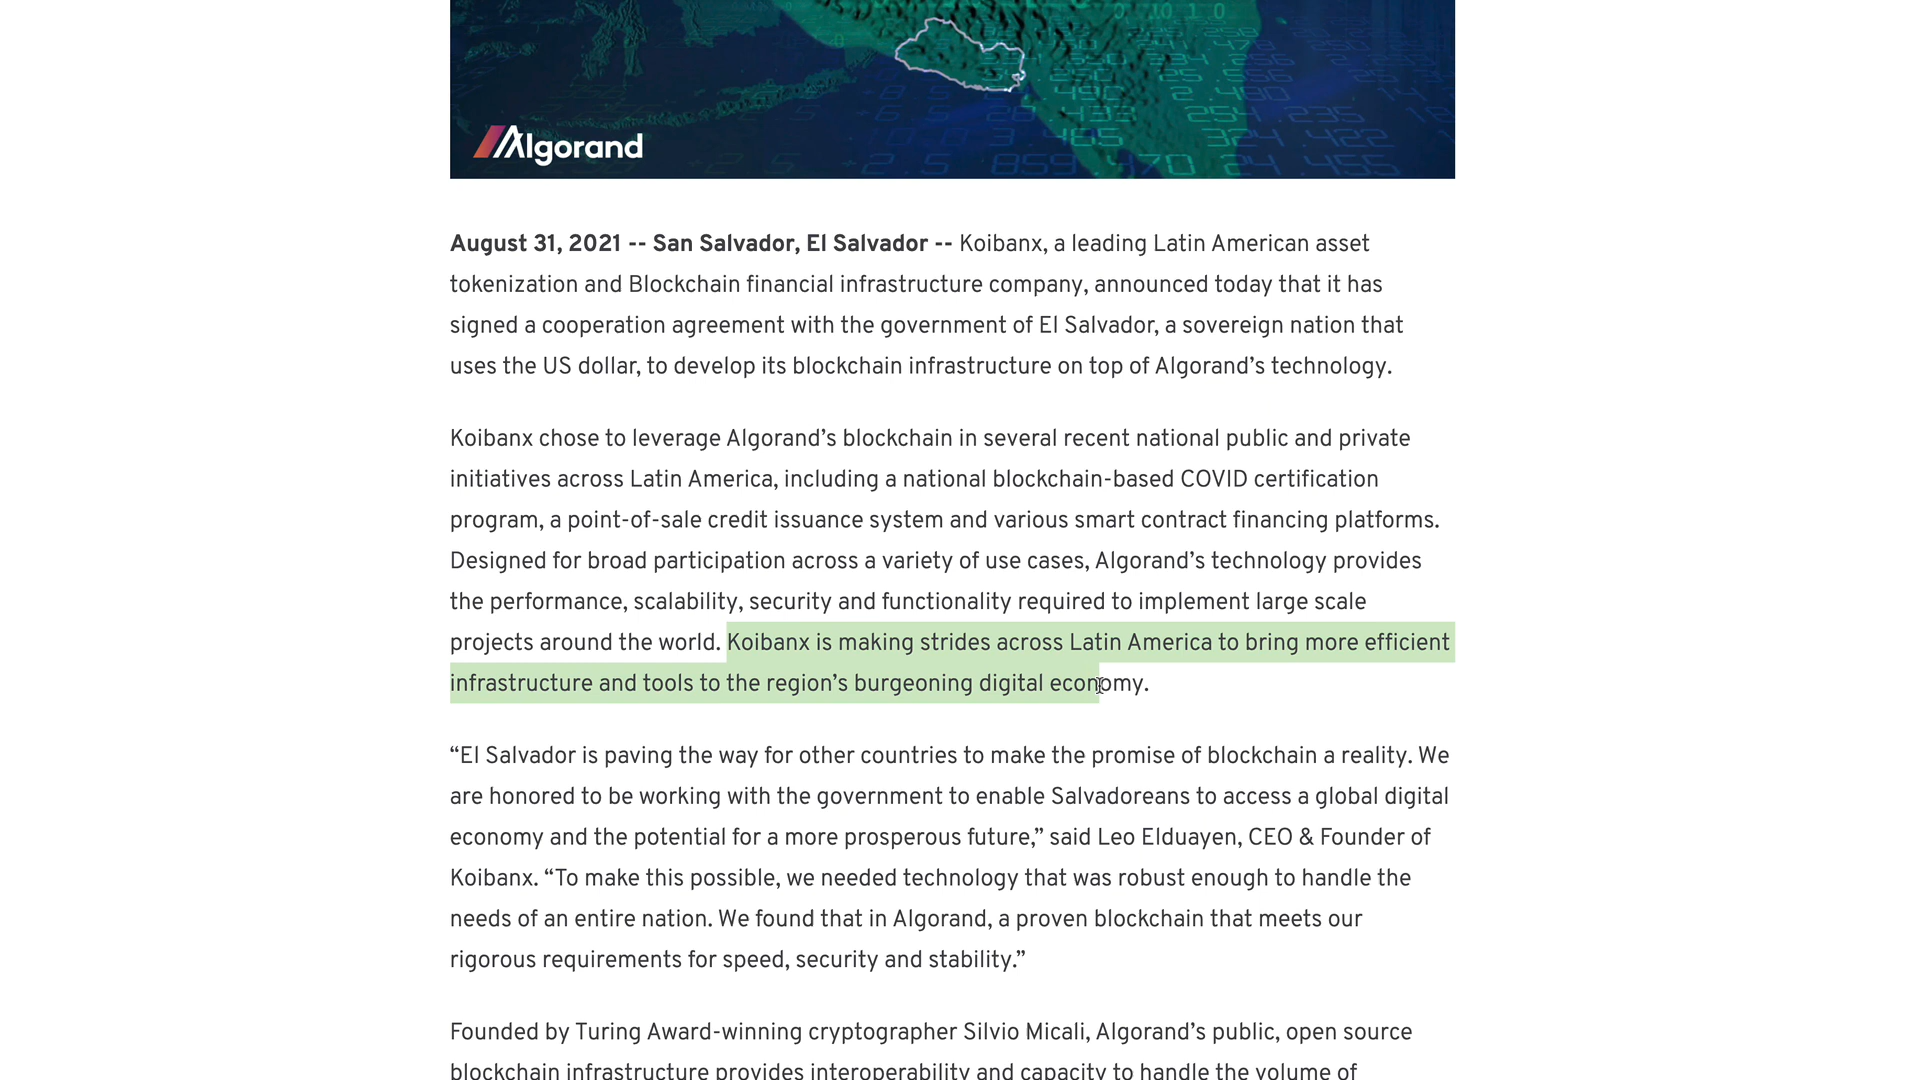 Algorand
August 31, 2021 -- San Salvador, El Salvador -- Koibanx, a leading Latin American asset
tokenization and Blockchain financial infrastructure company, announced today that it has
signed a cooperation agreement with the government of El Salvador, a sovereign nation that
uses the US dollar, to develop its blockchain infrastructure on top of Algorand’s technology.
Koibanx chose to leverage Algorand’s blockchain in several recent national public and private
initiatives across Latin America, including a national blockchain-based COVID certification
program, a point-of-sale credit issuance system and various smart contract financing platforms.
Designed for broad participation across a variety of use cases, Algorand’s technology provides
the performance, scalability, security and functionality required to implement large scale
projects around the world. Koibanx is making strides across Latin America to bring more efficient
infrastructure and tools to the region’s burgeoning digital economy.
“El Salvador is paving the way for other countries to make the promise of blockchain a reality. We
are honored to be working with the government to enable Salvadoreans to access a global digital
economy and the potential for a more prosperous future,” said Leo Elduayen, CEO & Founder of
Koibanx. “To make this possible, we needed technology that was robust enough to handle the
needs of an entire nation. We found that in Algorand, a proven blockchain that meets our
rigorous requirements for speed, security and stability.”
Founded by Turing Award-winning cryptographer Silvio Micali, Algorand’s public, open source
blockchain infrastructure provides interoperability and capacity to handle the volume of